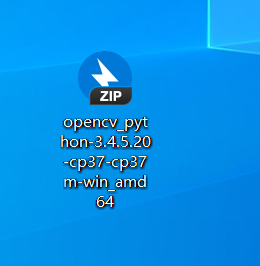 ZIP
opencv_pyt
hon-3.4.5.20
-cp37-cp37
m-win_amd
64